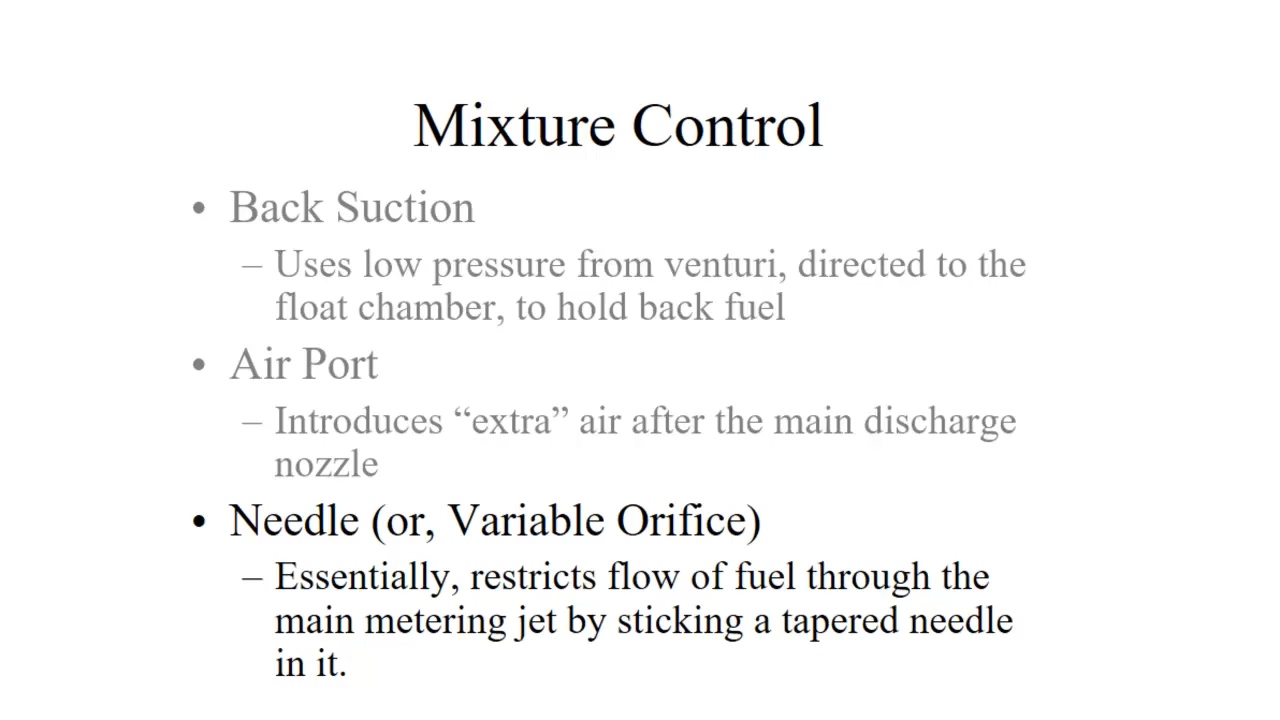 Mixture Control
• Back Suction
– Uses low pressure from venturi, directed to the
float chamber, to hold back fuel
• Air Port
– Introduces “extra” air after the main discharge
nozzle
• Needle (or, Variable Orifice)
– Essentially, restricts flow of fuel through the
main metering jet by sticking a tapered needle
in it.